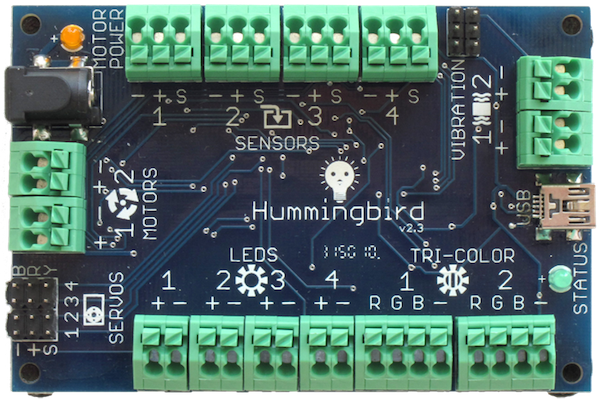 MOTOR
POWER
- + S - + S - + S - + S
1 2 3 4
SENSORS
VIBRATION
1 2
- +
- +
MOTORS
1 2
+ - + -
Hummingbird
v2.3
USB
STATUS
LEDS
1 2 3 4
+ - + - + - + -
TRI-COLOR
1 2
R G B - R G B -
SERVOS
1 2 3 4
- + S